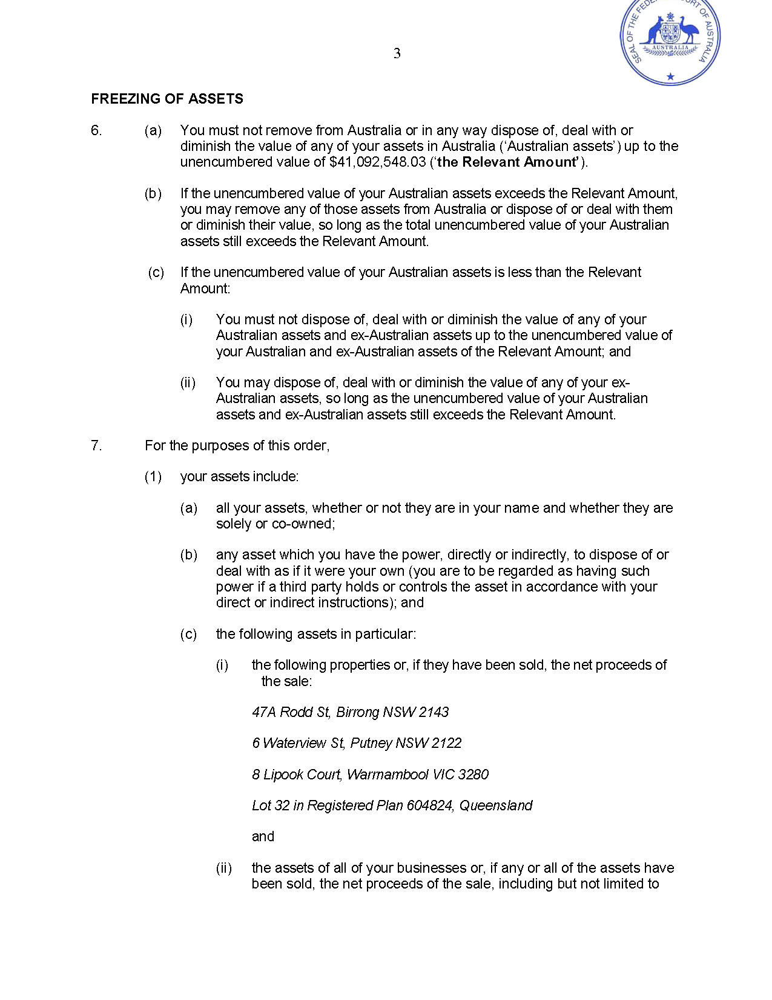 SEAL OF THE FEDERAL COURT OF AUSTRALIA
AUSTRALIA
3
FREEZING OF ASSETS
6. (a) You must not remove from Australia or in any way dispose of, deal with or
diminish the value of any of your assets in Australia (‘Australian assets’) up to the
unencumbered value of $41,092,548.03 (‘the Relevant Amount’).
(b) If the unencumbered value of your Australian assets exceeds the Relevant Amount,
you may remove any of those assets from Australia or dispose of or deal with them
or diminish their value, so long as the total unencumbered value of your Australian
assets still exceeds the Relevant Amount.
(c) If the unencumbered value of your Australian assets is less than the Relevant
Amount:
(i) You must not dispose of, deal with or diminish the value of any of your
Australian assets and ex-Australian assets up to the unencumbered value of
your Australian and ex-Australian assets of the Relevant Amount; and
(ii) You may dispose of, deal with or diminish the value of any of your ex-
Australian assets, so long as the unencumbered value of your Australian
assets and ex-Australian assets still exceeds the Relevant Amount.
7. For the purposes of this order,
(1) your assets include:
(a) all your assets, whether or not they are in your name and whether they are
solely or co-owned;
(b) any asset which you have the power, directly or indirectly, to dispose of or
deal with as if it were your own (you are to be regarded as having such
power if a third party holds or controls the asset in accordance with your
direct or indirect instructions); and
(c) the following assets in particular:
(i) the following properties or, if they have been sold, the net proceeds of
the sale:
47A Rodd St, Birrong NSW 2143
6 Waterview St, Putney NSW 2122
8 Lipook Court, Warrnambool VIC 3280
Lot 32 in Registered Plan 604824, Queensland
and
(ii) the assets of all of your businesses or, if any or all of the assets have
been sold, the net proceeds of the sale, including but not limited to